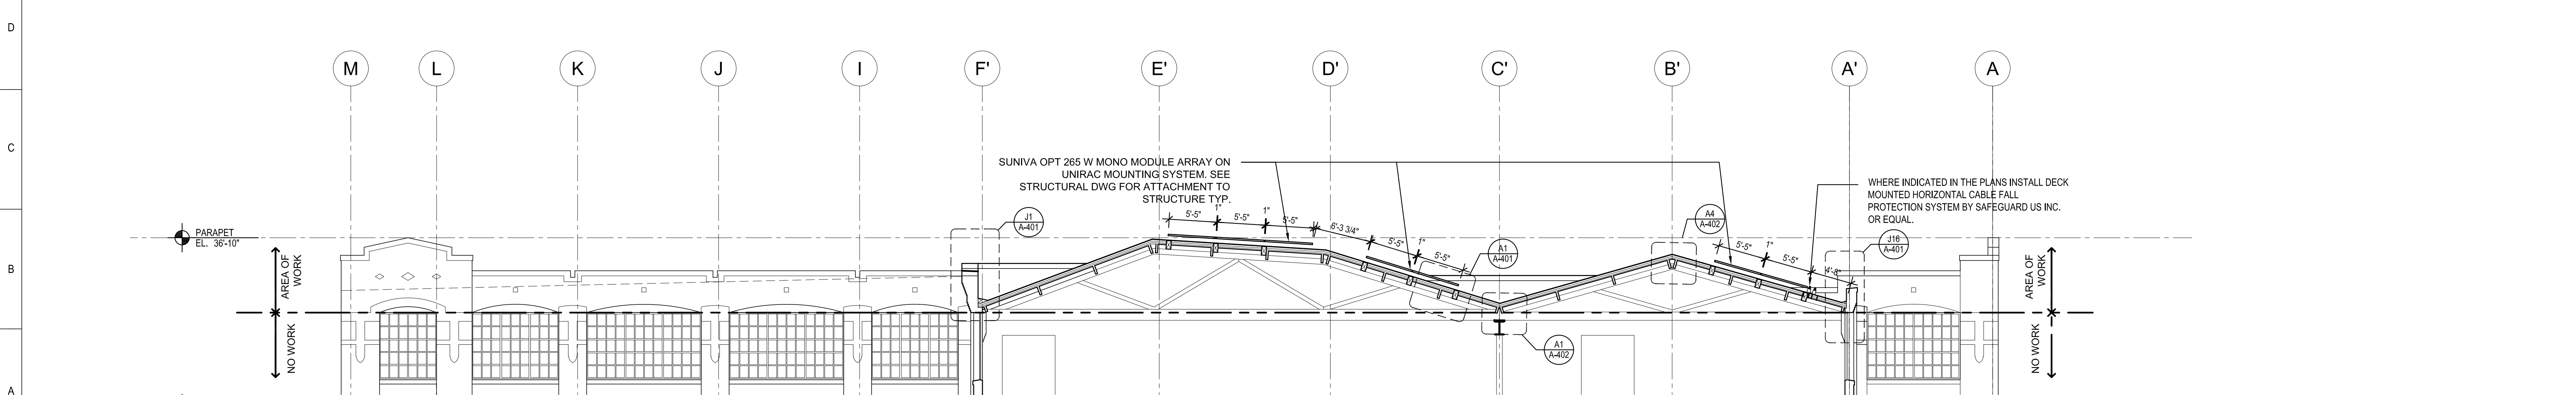 D
C
B
A
M
L
K
J
I
F'
E'
D'
C'
B'
A'
A
SUNIVA OPT 265 W MONO MODULE ARRAY ON
UNIRAC MOUNTING SYSTEM. SEE
STRUCTURAL DWG FOR ATTACHMENT TO
STRUCTURE TYP.
WHERE INDICATED IN THE PLANS INSTALL DECK
MOUNTED HORIZONTAL CABLE FALL
PROTECTION SYSTEM BY SAFEGUARD US INC.
OR EQUAL.
PARAPET
EL. 36'-10"
AREA OF
WORK
NO WORK
J1
A-401
5'-5"
1"
5'-5"
1"
5'-5"
6'-3 3/4"
5'-5"
1"
5'-5"
A1
A-401
A1
A-402
A4
A-402
5'-5"
1"
5'-5"
4'-8"
J16
A-401
AREA OF
WORK
NO WORK